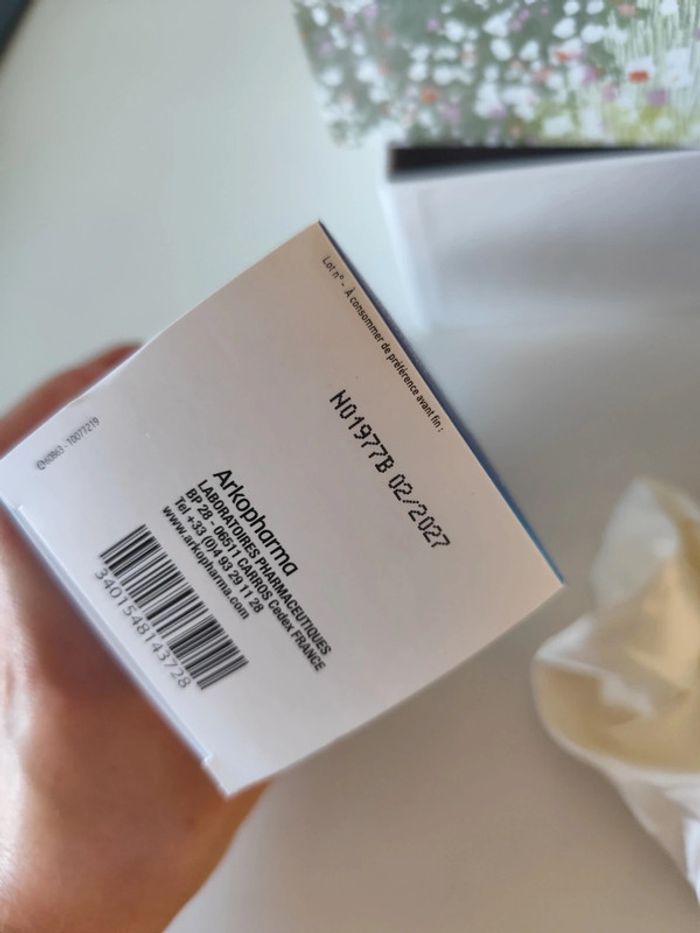 Lot n° - À consommer de préférence avant fin :
N01977B 02/2027
Arkopharma
LABORATOIRES PHARMACEUTIQUES
BP 28 - 06511 CARROS Cedex FRANCE
Tel +33 (0)4 93 29 11 28
www.arkopharma.com
3401548143728